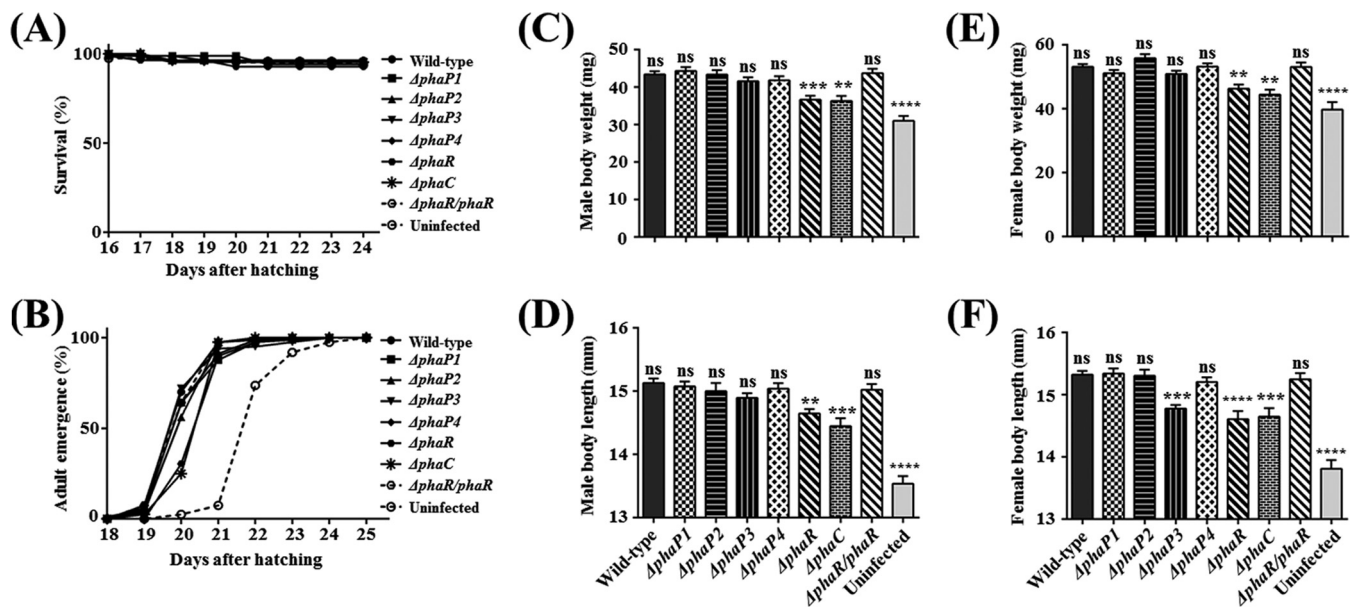 (A)
Survival (%)
100
50
0
16 17 18 19 20 21 22 23 24
Days after hatching
Wild-type
ΔphaP1
ΔphaP2
ΔphaP3
ΔphaP4
ΔphaR
ΔphaC
ΔphaR/phaR
Uninfected
(B)
Adult emergence (%)
100
50
0
18 19 20 21 22 23 24 25
Days after hatching
Wild-type
ΔphaP1
ΔphaP2
ΔphaP3
ΔphaP4
ΔphaR
ΔphaC
ΔphaR/phaR
Uninfected
(C)
Male body weight (mg)
50
40
30
20
10
0
ns ns ns ns ns *** ** ns ****
(D)
Male body length (mm)
16
15
14
13
ns ns ns ns ns ** *** ns ****
Wild-type
ΔphaP1
ΔphaP2
ΔphaP3
ΔphaP4
ΔphaR
ΔphaC
ΔphaR/phaR
Uninfected
(E)
Female body weight (mg)
60
40
20
0
ns ns ns ns ns ** ** ns ****
(F)
Female body length (mm)
16
15
14
13
ns ns ns *** ns **** *** ns ****
Wild-type
ΔphaP1
ΔphaP2
ΔphaP3
ΔphaP4
ΔphaR
ΔphaC
ΔphaR/phaR
Uninfected